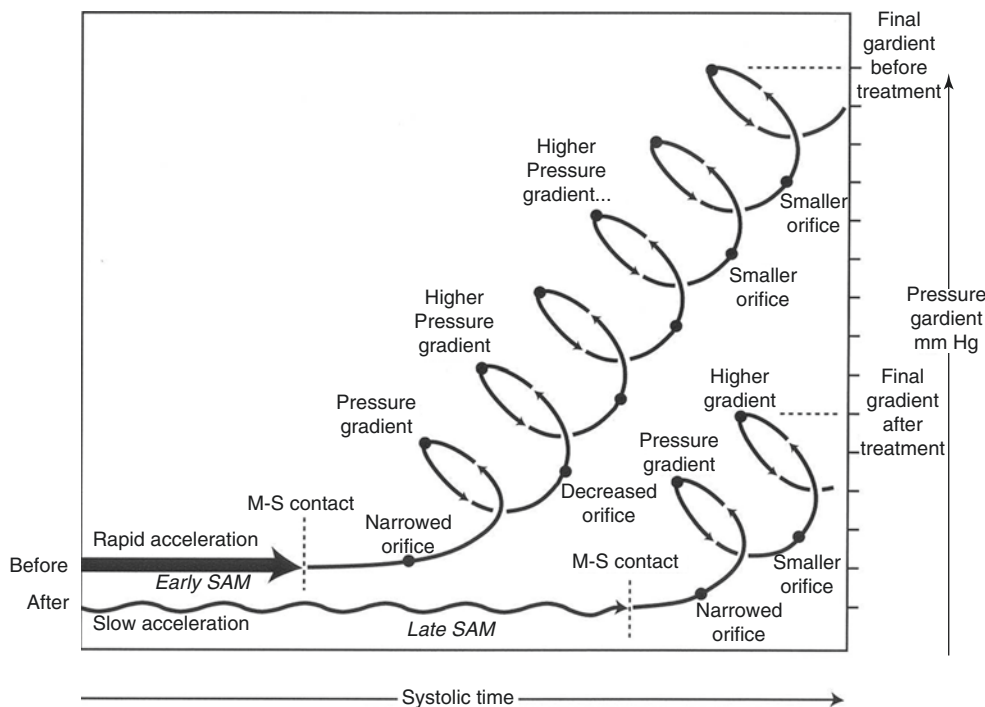 Final
gardient
before
treatment
Higher
Pressure
gradient...
Smaller
orifice
Smaller
orifice
Pressure
gardient
mm Hg
Higher
Pressure
gradient
Higher
gradient
Final
gradient
after
treatment
Pressure
gradient
Pressure
gradient
M-S contact
Decreased
orifice
Narrowed
orifice
Rapid acceleration
Before
Early SAM
M-S contact
Smaller
orifice
After
Slow acceleration
Late SAM
Narrowed
orifice
Systolic time